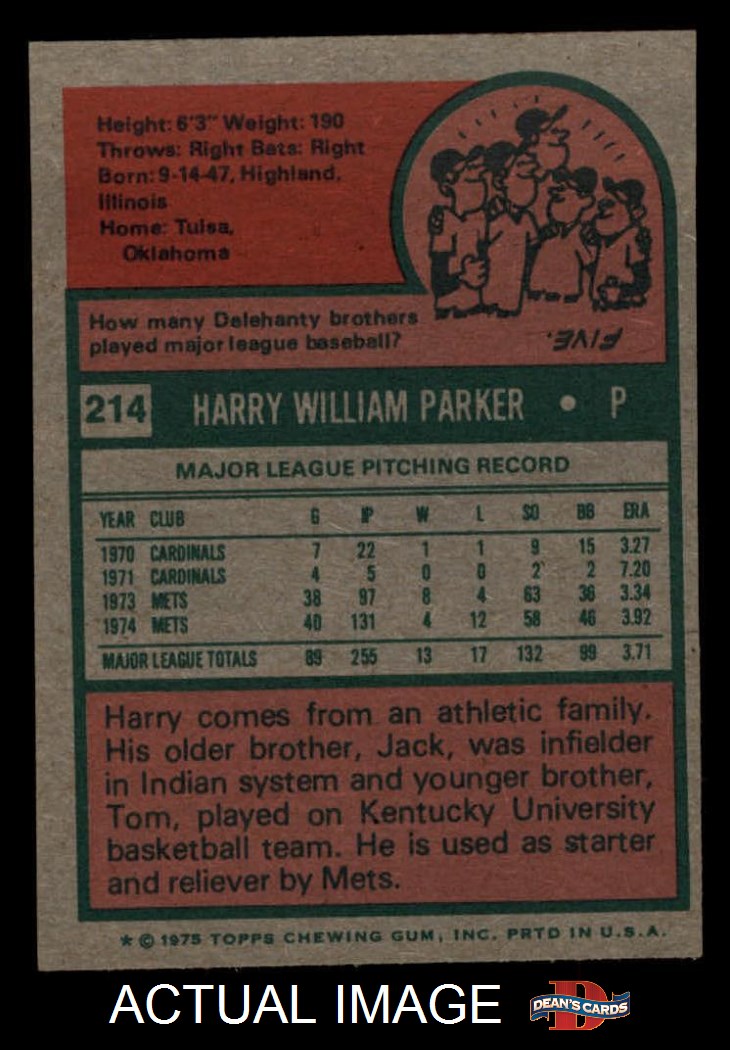 Height: 6'3" Weight: 190
Throws: Right Bats: Right
Born: 9-14-47, Highland,
Illinois
Home: Tulsa,
Oklahoma
How many Delehanty brothers
played major league baseball?
FIVE.
214 HARRY WILLIAM PARKER • P
MAJOR LEAGUE PITCHING RECORD
YEAR CLUB G IP W L SO BB ERA
1970 CARDINALS 7 22 1 1 9 15 3.27
1971 CARDINALS 4 5 0 0 2 2 7.20
1973 METS 38 97 8 4 63 36 3.34
1974 METS 40 131 4 12 58 46 3.92
MAJOR LEAGUE TOTALS 89 255 13 17 132 99 3.71
Harry comes from an athletic family.
His older brother, Jack, was infielder
in Indian system and younger brother,
Tom, played on Kentucky University
basketball team. He is used as starter
and reliever by Mets.
* © 1975 TOPPS CHEWING GUM, INC. PRTD IN U.S.A.
ACTUAL IMAGE
D
DEAN'S CARDS